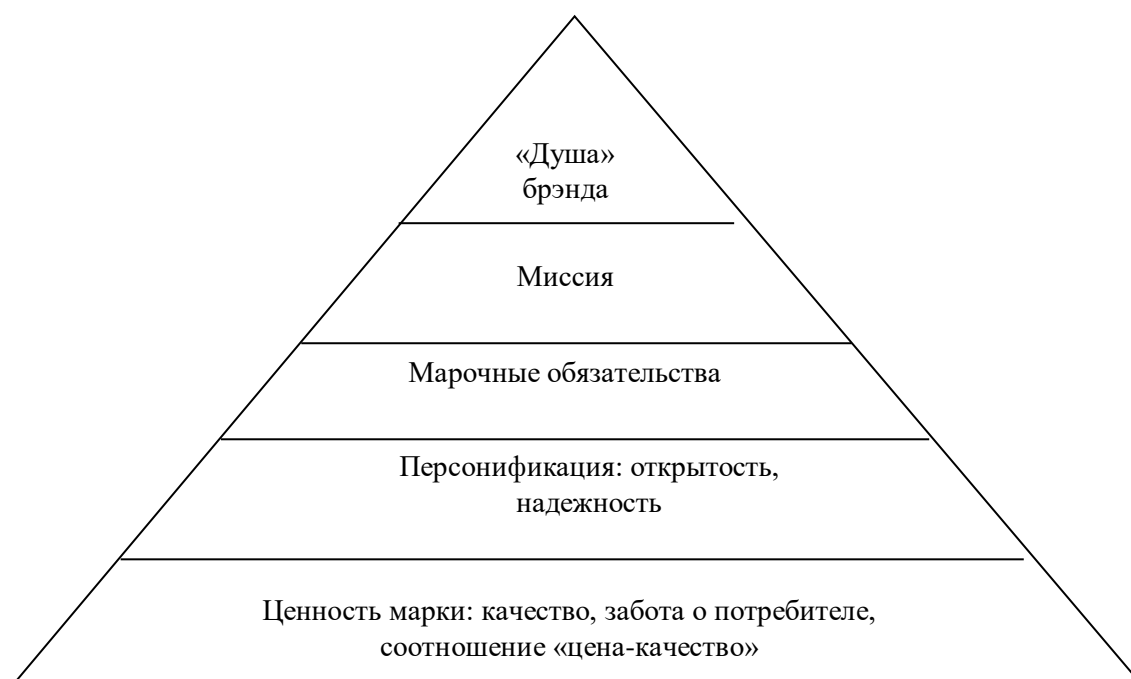 «Душа»
брэнда
Миссия
Марочные обязательства
Персонификация: открытость,
надежность
Ценность марки: качество, забота о потребителе,
соотношение «цена-качество»